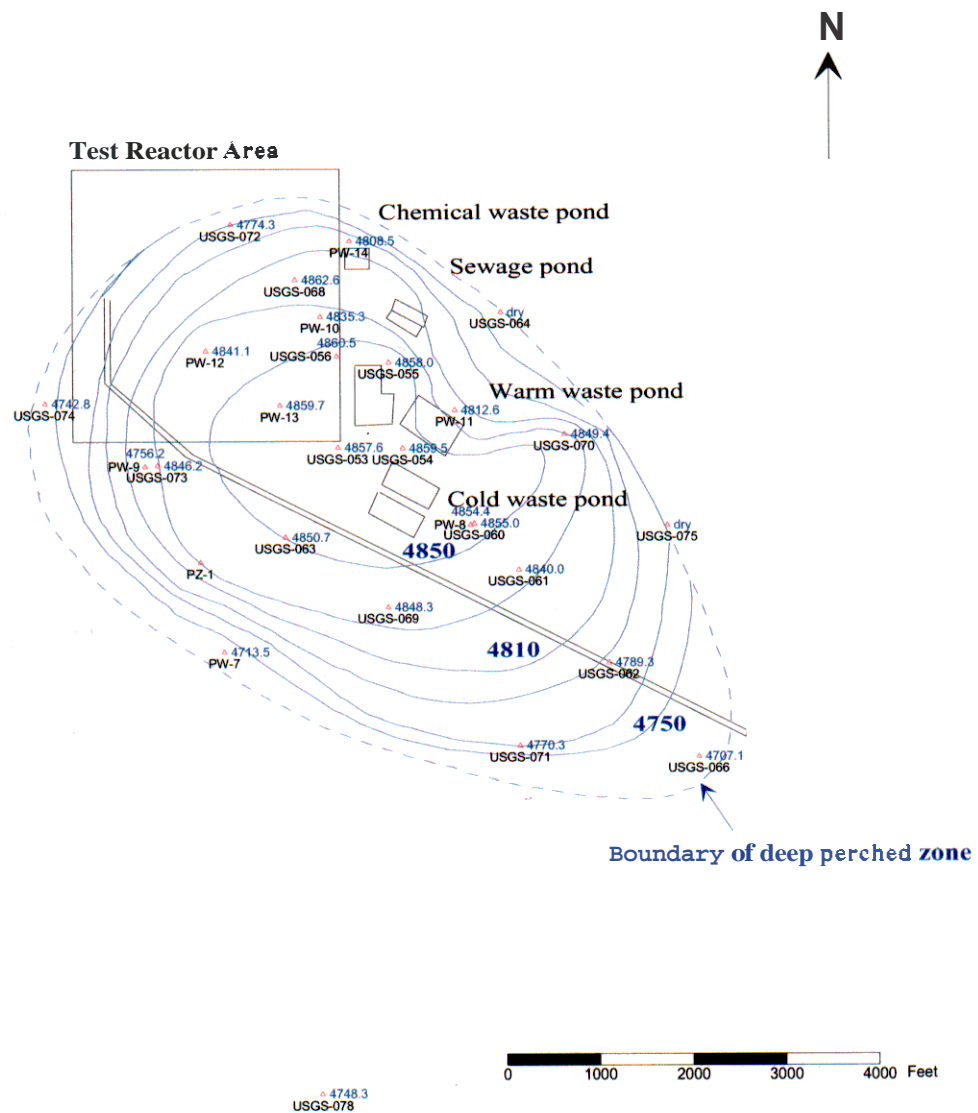 N
Test Reactor Area
Chemical waste pond
4774.3
USGS-072
4808.5
PW-14
Sewage pond
4862.6
USGS-068
dry
USGS-064
4835.3
PW-10
4860.5
USGS-056
4841.1
PW-12
4858.0
USGS-055
Warm waste pond
4742.8
USGS-074
4859.7
PW-13
4812.6
PW-11
4849.4
USGS-070
4857.6
USGS-053
4859.5
USGS-054
4756.2
PW-9
4846.2
USGS-073
Cold waste pond
4854.4
PW-8
4855.0
USGS-060
dry
USGS-075
4850.7
USGS-063
4850
PZ-1
4840.0
USGS-061
4848.3
USGS-069
4810
4713.5
PW-7
4789.3
USGS-062
4750
4770.3
USGS-071
4707.1
USGS-066
Boundary of deep perched zone
0 1000 2000 3000 4000 Feet
4748.3
USGS-078